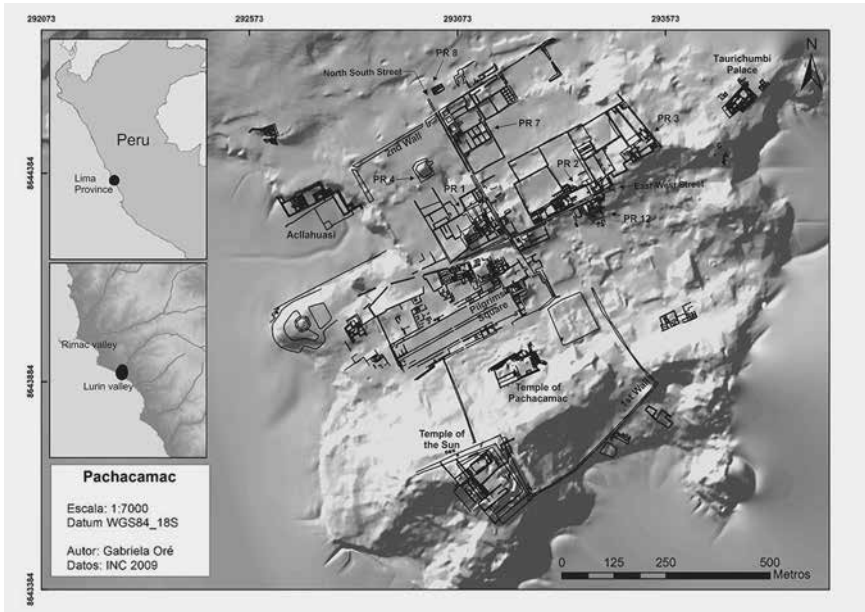 292073
292573
293073
293573
8644384
8643884
8643384
Peru
Lima
Province
Rimac valley
Lurin valley
Pachacamac
Escala: 1:7000
Datum WGS84_18S
Autor: Gabriela Oré
Datos: INC 2009
PR 8
North South Street
Taurichumbi
Palace
N
2nd Wall
PR 7
PR 3
PR 4
PR 2
PR 1
East West Street
Acllahuasi
PR 12
Pilgrims
Square
Temple of
Pachacamac
1st Wall
Temple of
the Sun
0
125
250
500
Metros